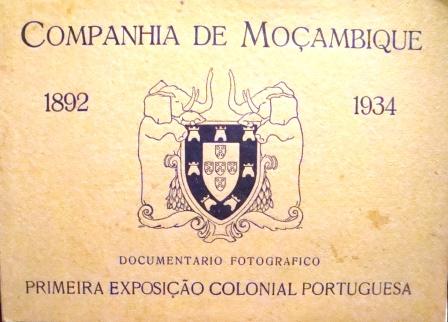 COMPANHIA DE MOÇAMBIQUE
1892 1934
DOCUMENTARIO FOTOGRAFICO
PRIMEIRA EXPOSIÇÃO COLONIAL PORTUGUESA